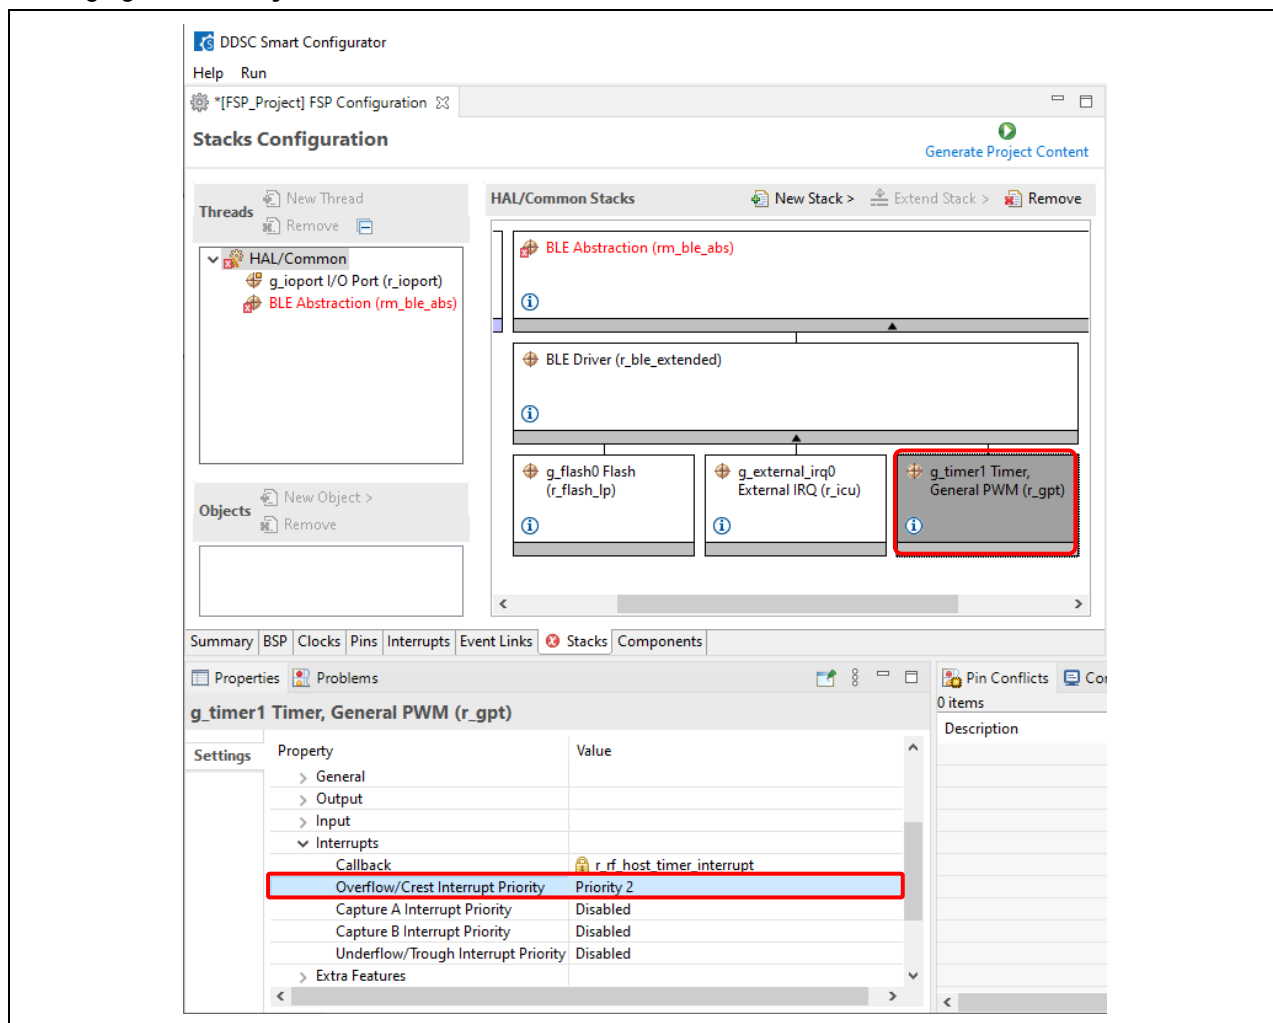 DDSC Smart Configurator
Help Run
*[FSP_Project] FSP Configuration
Stacks Configuration
Generate Project Content
Threads
New Thread
Remove
HAL/Common Stacks
New Stack >
Extend Stack >
Remove
HAL/Common
g_ioport I/O Port (r_ioport)
BLE Abstraction (rm_ble_abs)
BLE Abstraction (rm_ble_abs)
BLE Driver (r_ble_extended)
g_flash0 Flash
(r_flash_lp)
g_external_irq0
External IRQ (r_icu)
g_timer1 Timer,
General PWM (r_gpt)
Objects
New Object >
Remove
Summary BSP Clocks Pins Interrupts Event Links Stacks Components
Properties Problems
g_timer1 Timer, General PWM (r_gpt)
Settings
Property Value
General
Output
Input
Interrupts
Callback r_rf_host_timer_interrupt
Overflow/Crest Interrupt Priority Priority 2
Capture A Interrupt Priority Disabled
Capture B Interrupt Priority Disabled
Underflow/Trough Interrupt Priority Disabled
Extra Features
Pin Conflicts
0 items
Description